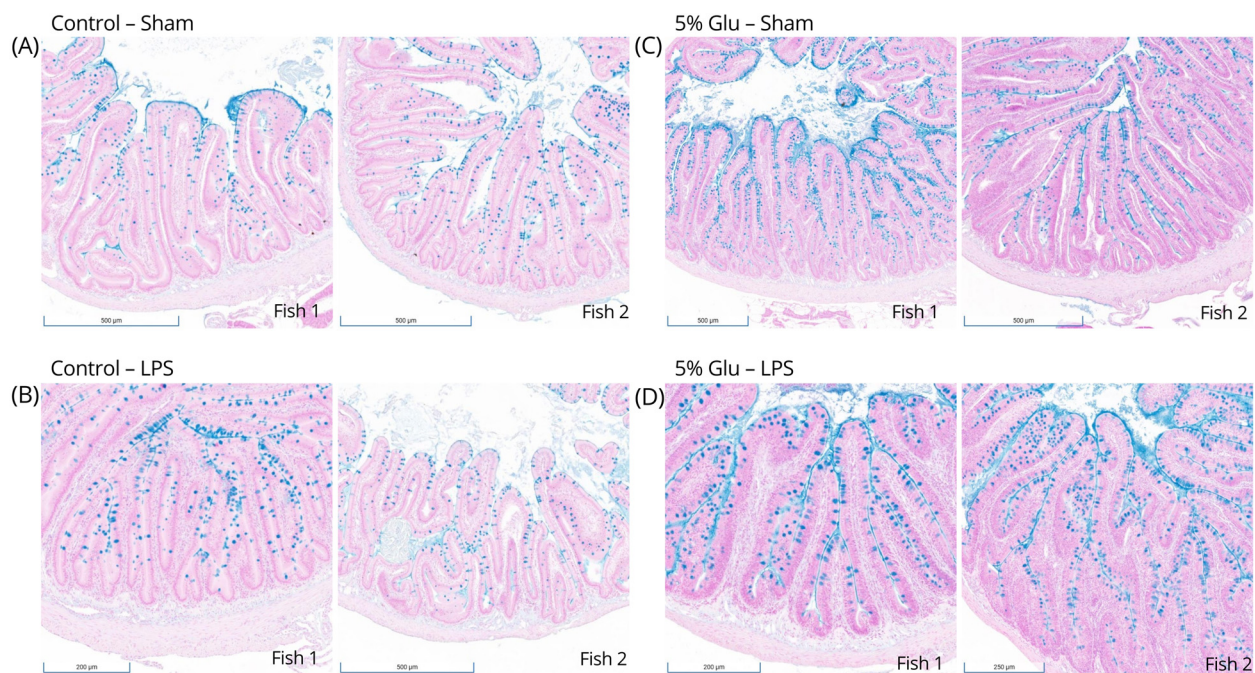 Control – Sham
(A)
Fish 1
500 µm
Fish 2
500 µm
5% Glu – Sham
(C)
Fish 1
500 µm
Fish 2
500 µm
Control – LPS
(B)
Fish 1
200 µm
Fish 2
500 µm
5% Glu – LPS
(D)
Fish 1
200 µm
Fish 2
250 µm